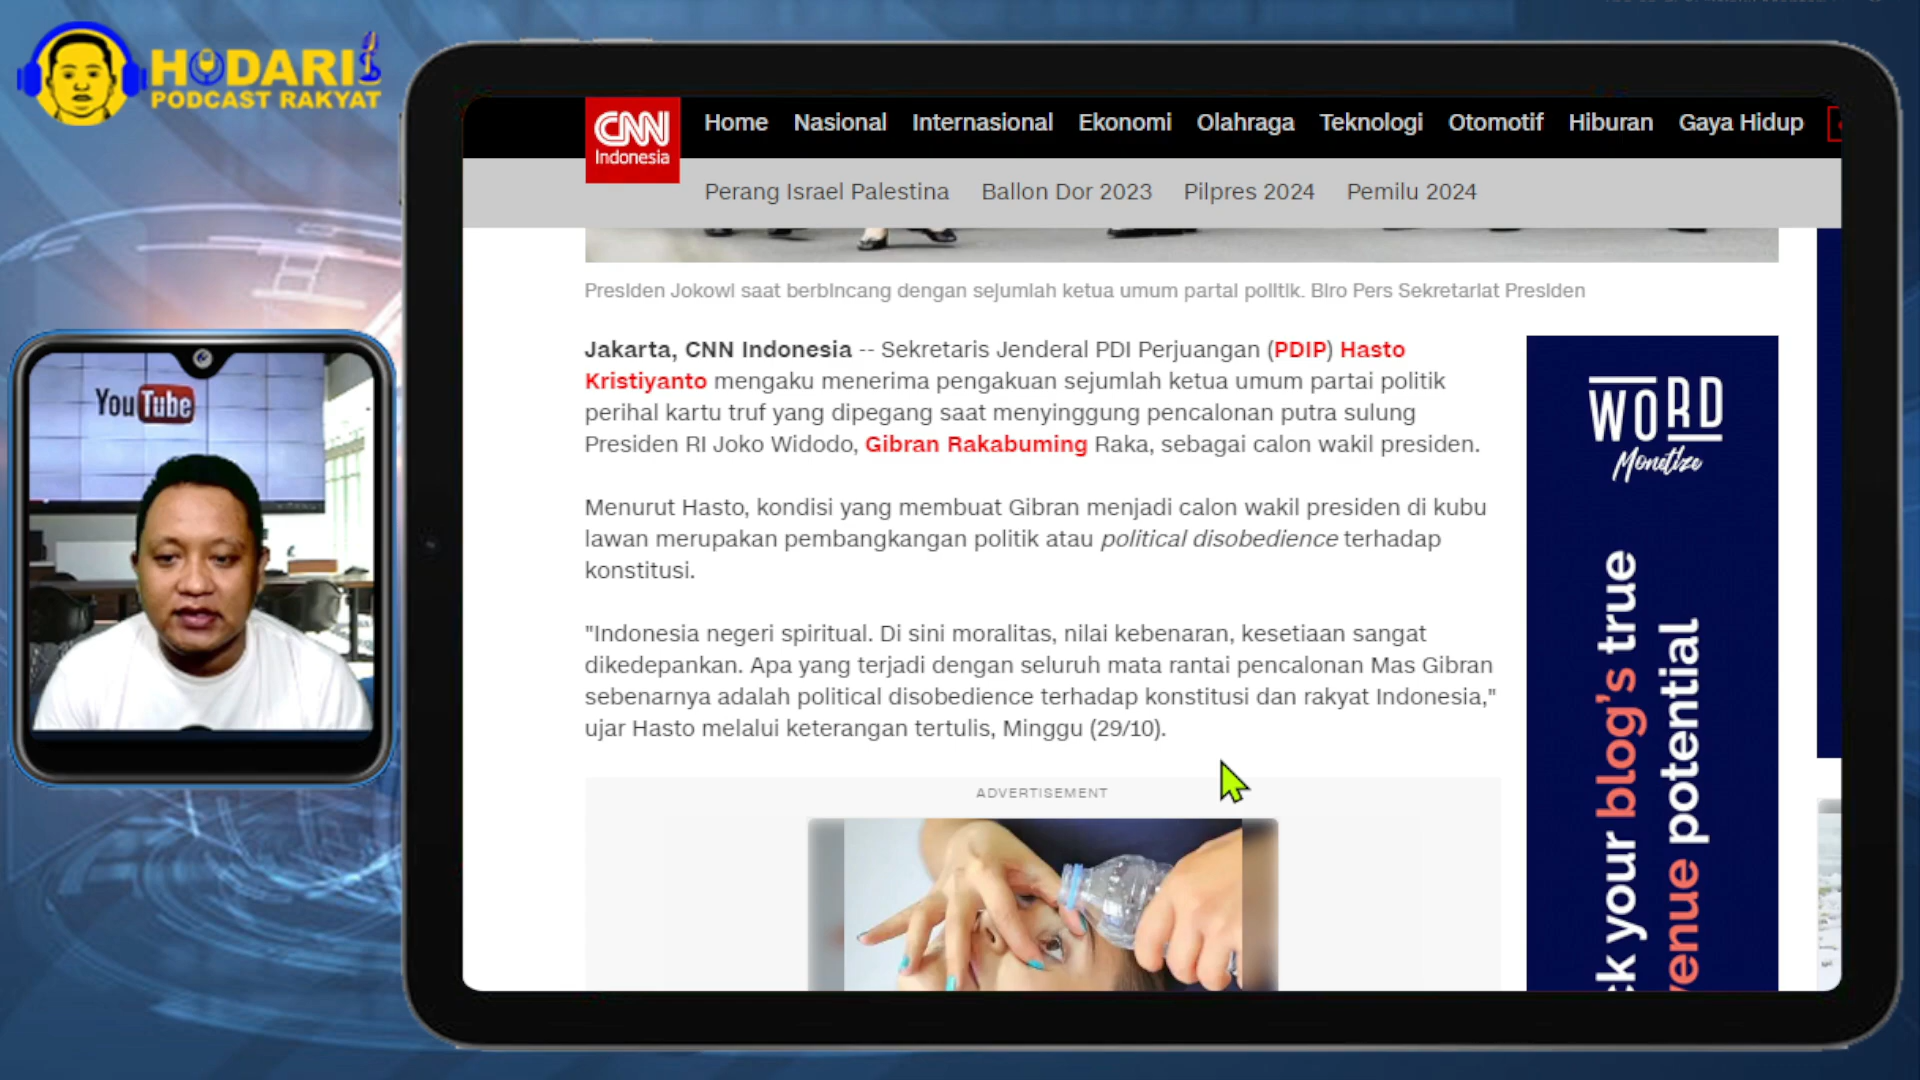 HODARI
PODCAST RAKYAT
YouTube
CNN
Indonesia
Home Nasional Internasional Ekonomi Olahraga Teknologi Otomotif Hiburan Gaya Hidup
Perang Israel Palestina Ballon Dor 2023 Pilpres 2024 Pemilu 2024
Presiden Jokowi saat berbincang dengan sejumlah ketua umum partai politik. Biro Pers Sekretariat Presiden
Jakarta, CNN Indonesia -- Sekretaris Jenderal PDI Perjuangan (PDIP) Hasto
Kristiyanto mengaku menerima pengakuan sejumlah ketua umum partai politik
perihal kartu truf yang dipegang saat menyinggung pencalonan putra sulung
Presiden RI Joko Widodo, Gibran Rakabuming Raka, sebagai calon wakil presiden.
Menurut Hasto, kondisi yang membuat Gibran menjadi calon wakil presiden di kubu
lawan merupakan pembangkangan politik atau political disobedience terhadap
konstitusi.
"Indonesia negeri spiritual. Di sini moralitas, nilai kebenaran, kesetiaan sangat
dikedepankan. Apa yang terjadi dengan seluruh mata rantai pencalonan Mas Gibran
sebenarnya adalah political disobedience terhadap konstitusi dan rakyat Indonesia,"
ujar Hasto melalui keterangan tertulis, Minggu (29/10).
ADVERTISEMENT
WORD
Monetize
ck your blog's true
venue potential